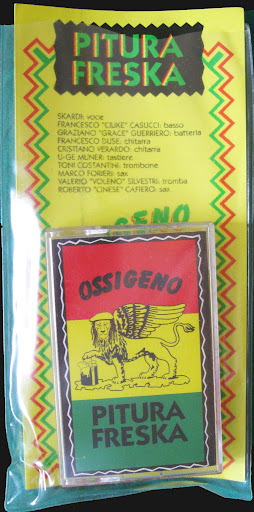 PITURA
FRESKA
SKARDI: voce
FRANCESCO "CIUKE" CASUCCI: basso
GRAZIANO "GRACE" GUERRIERO: batteria
FRANCESCO DUSE: chitarra
CRISTIANO VERARDO: chitarra
U-GE MUNER: tastiere
TONI COSTANTINI: trombone
MARCO FORIERI: sax
VALERIO "VOLENO" SILVESTRI: tromba
ROBERTO "CINESE" CAFIERO: sax
OSSIGENO
OSSIGENO
PITURA
FRESKA